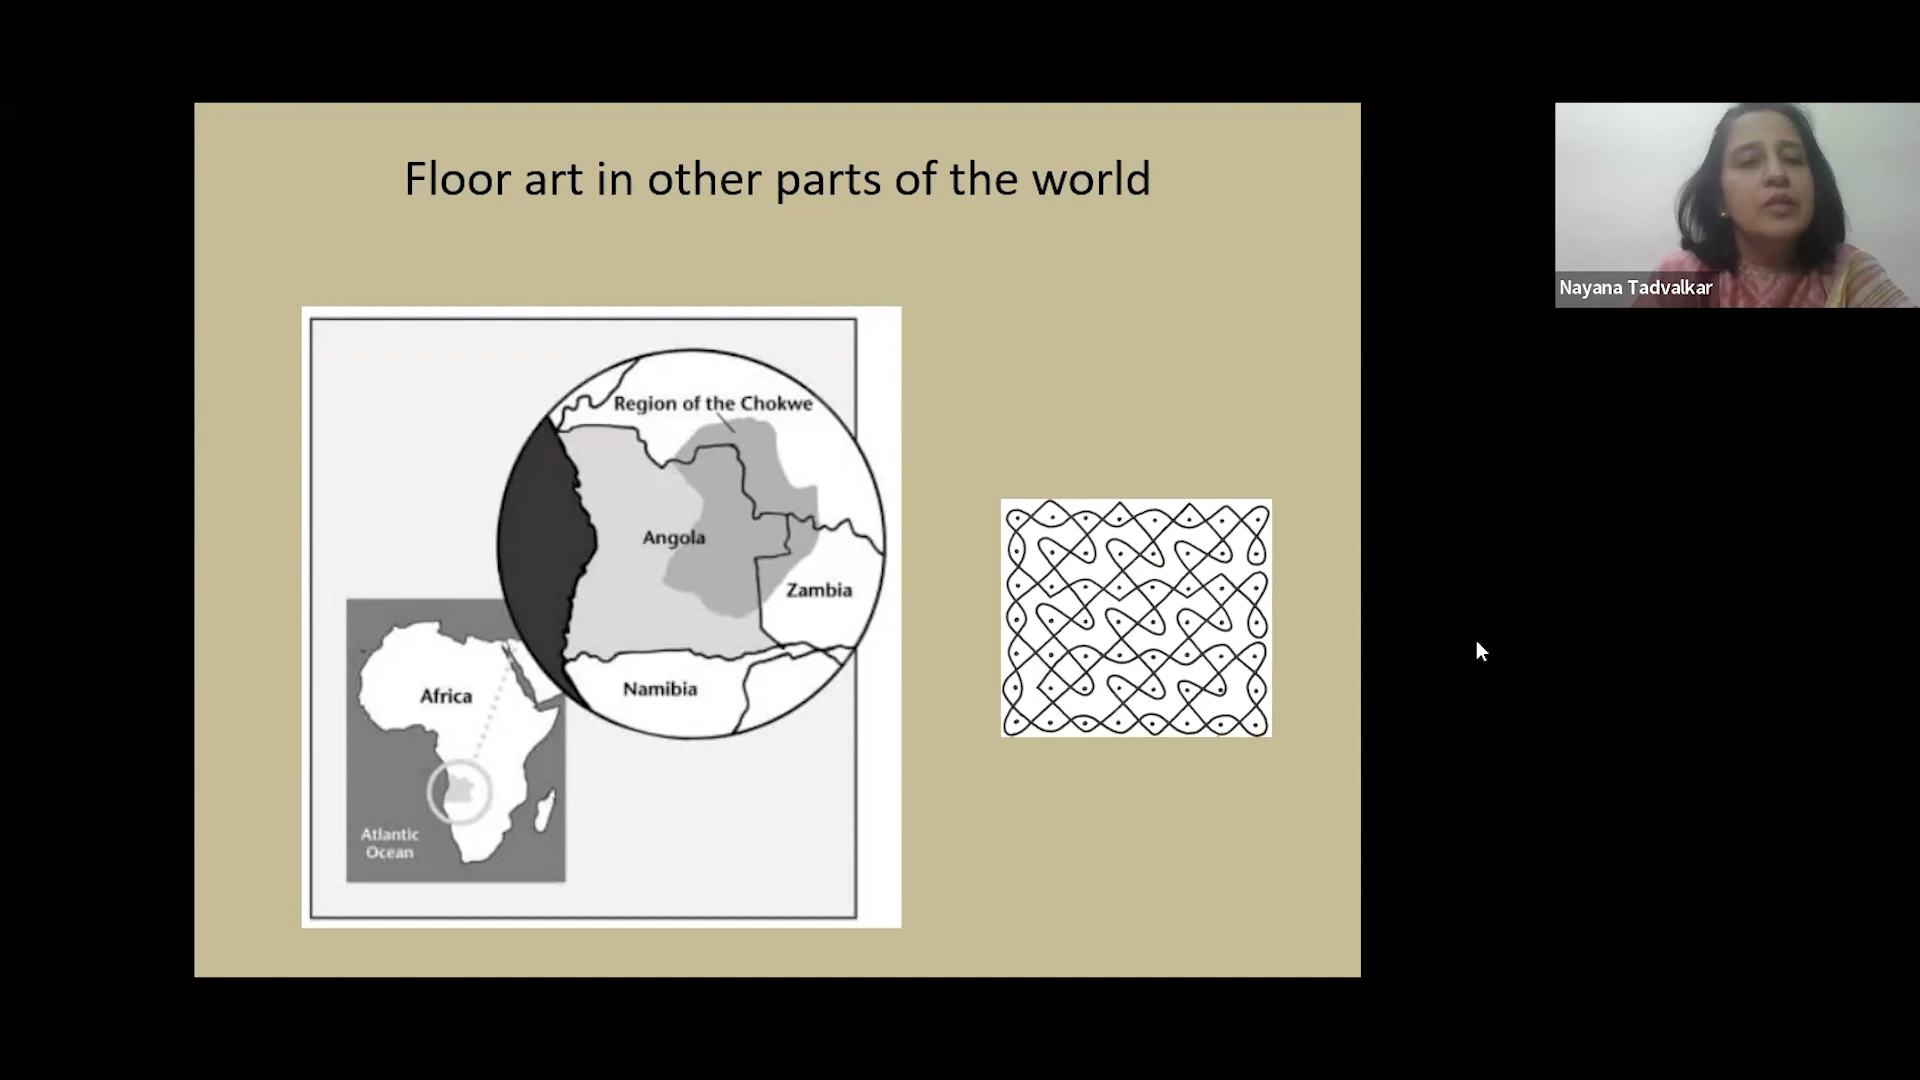 Floor art in other parts of the world
Region of the Chokwe
Angola
Zambia
Namibia
Africa
Atlantic
Ocean
Nayana Tadvalkar